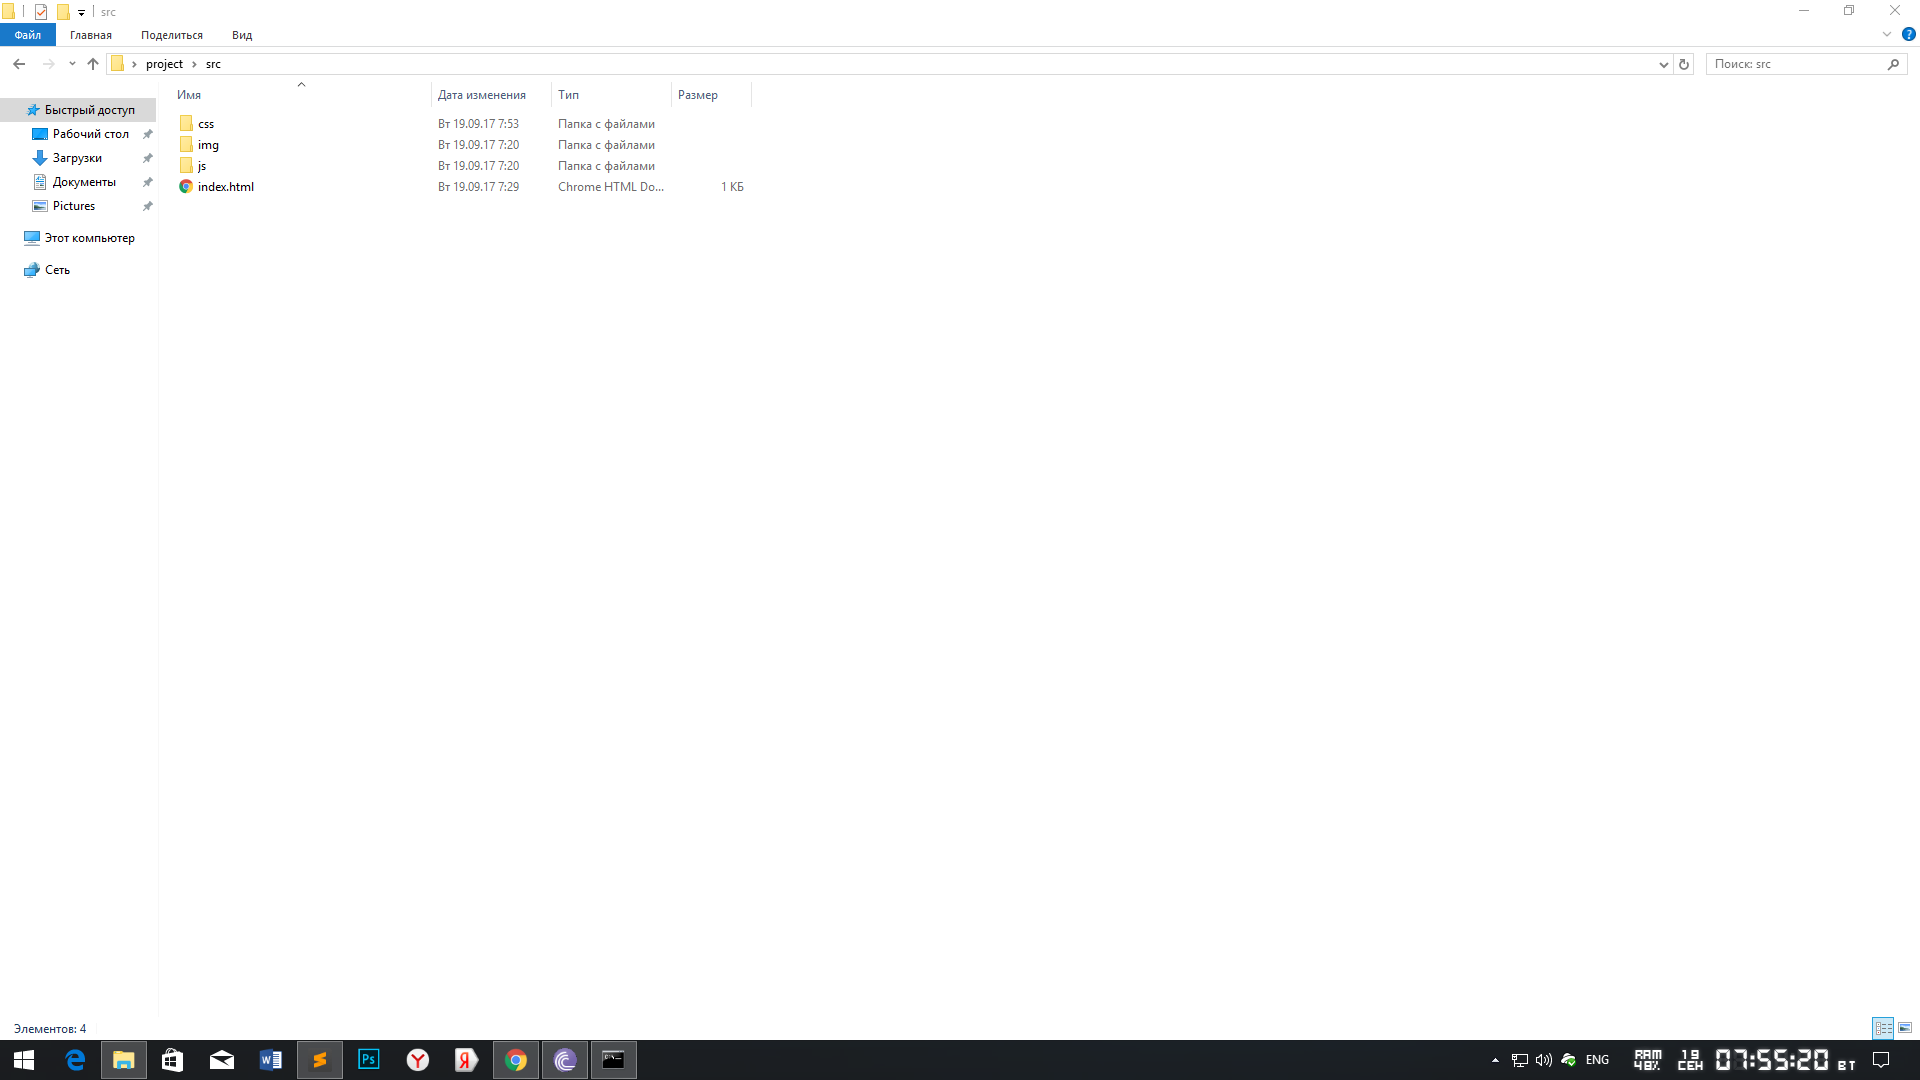 src
Файл Главная Поделиться Вид
project src Поиск: src
Имя Дата изменения Тип Размер
Быстрый доступ
Рабочий стол
Загрузки
Документы
Pictures
Этот компьютер
Сеть
css Вт 19.09.17 7:53 Папка с файлами
img Вт 19.09.17 7:20 Папка с файлами
js Вт 19.09.17 7:20 Папка с файлами
index.html Вт 19.09.17 7:29 Chrome HTML Do... 1 КБ
Элементов: 4
Ps
ENG
RAM 19 07:55:20 ВТ
48% СЕН